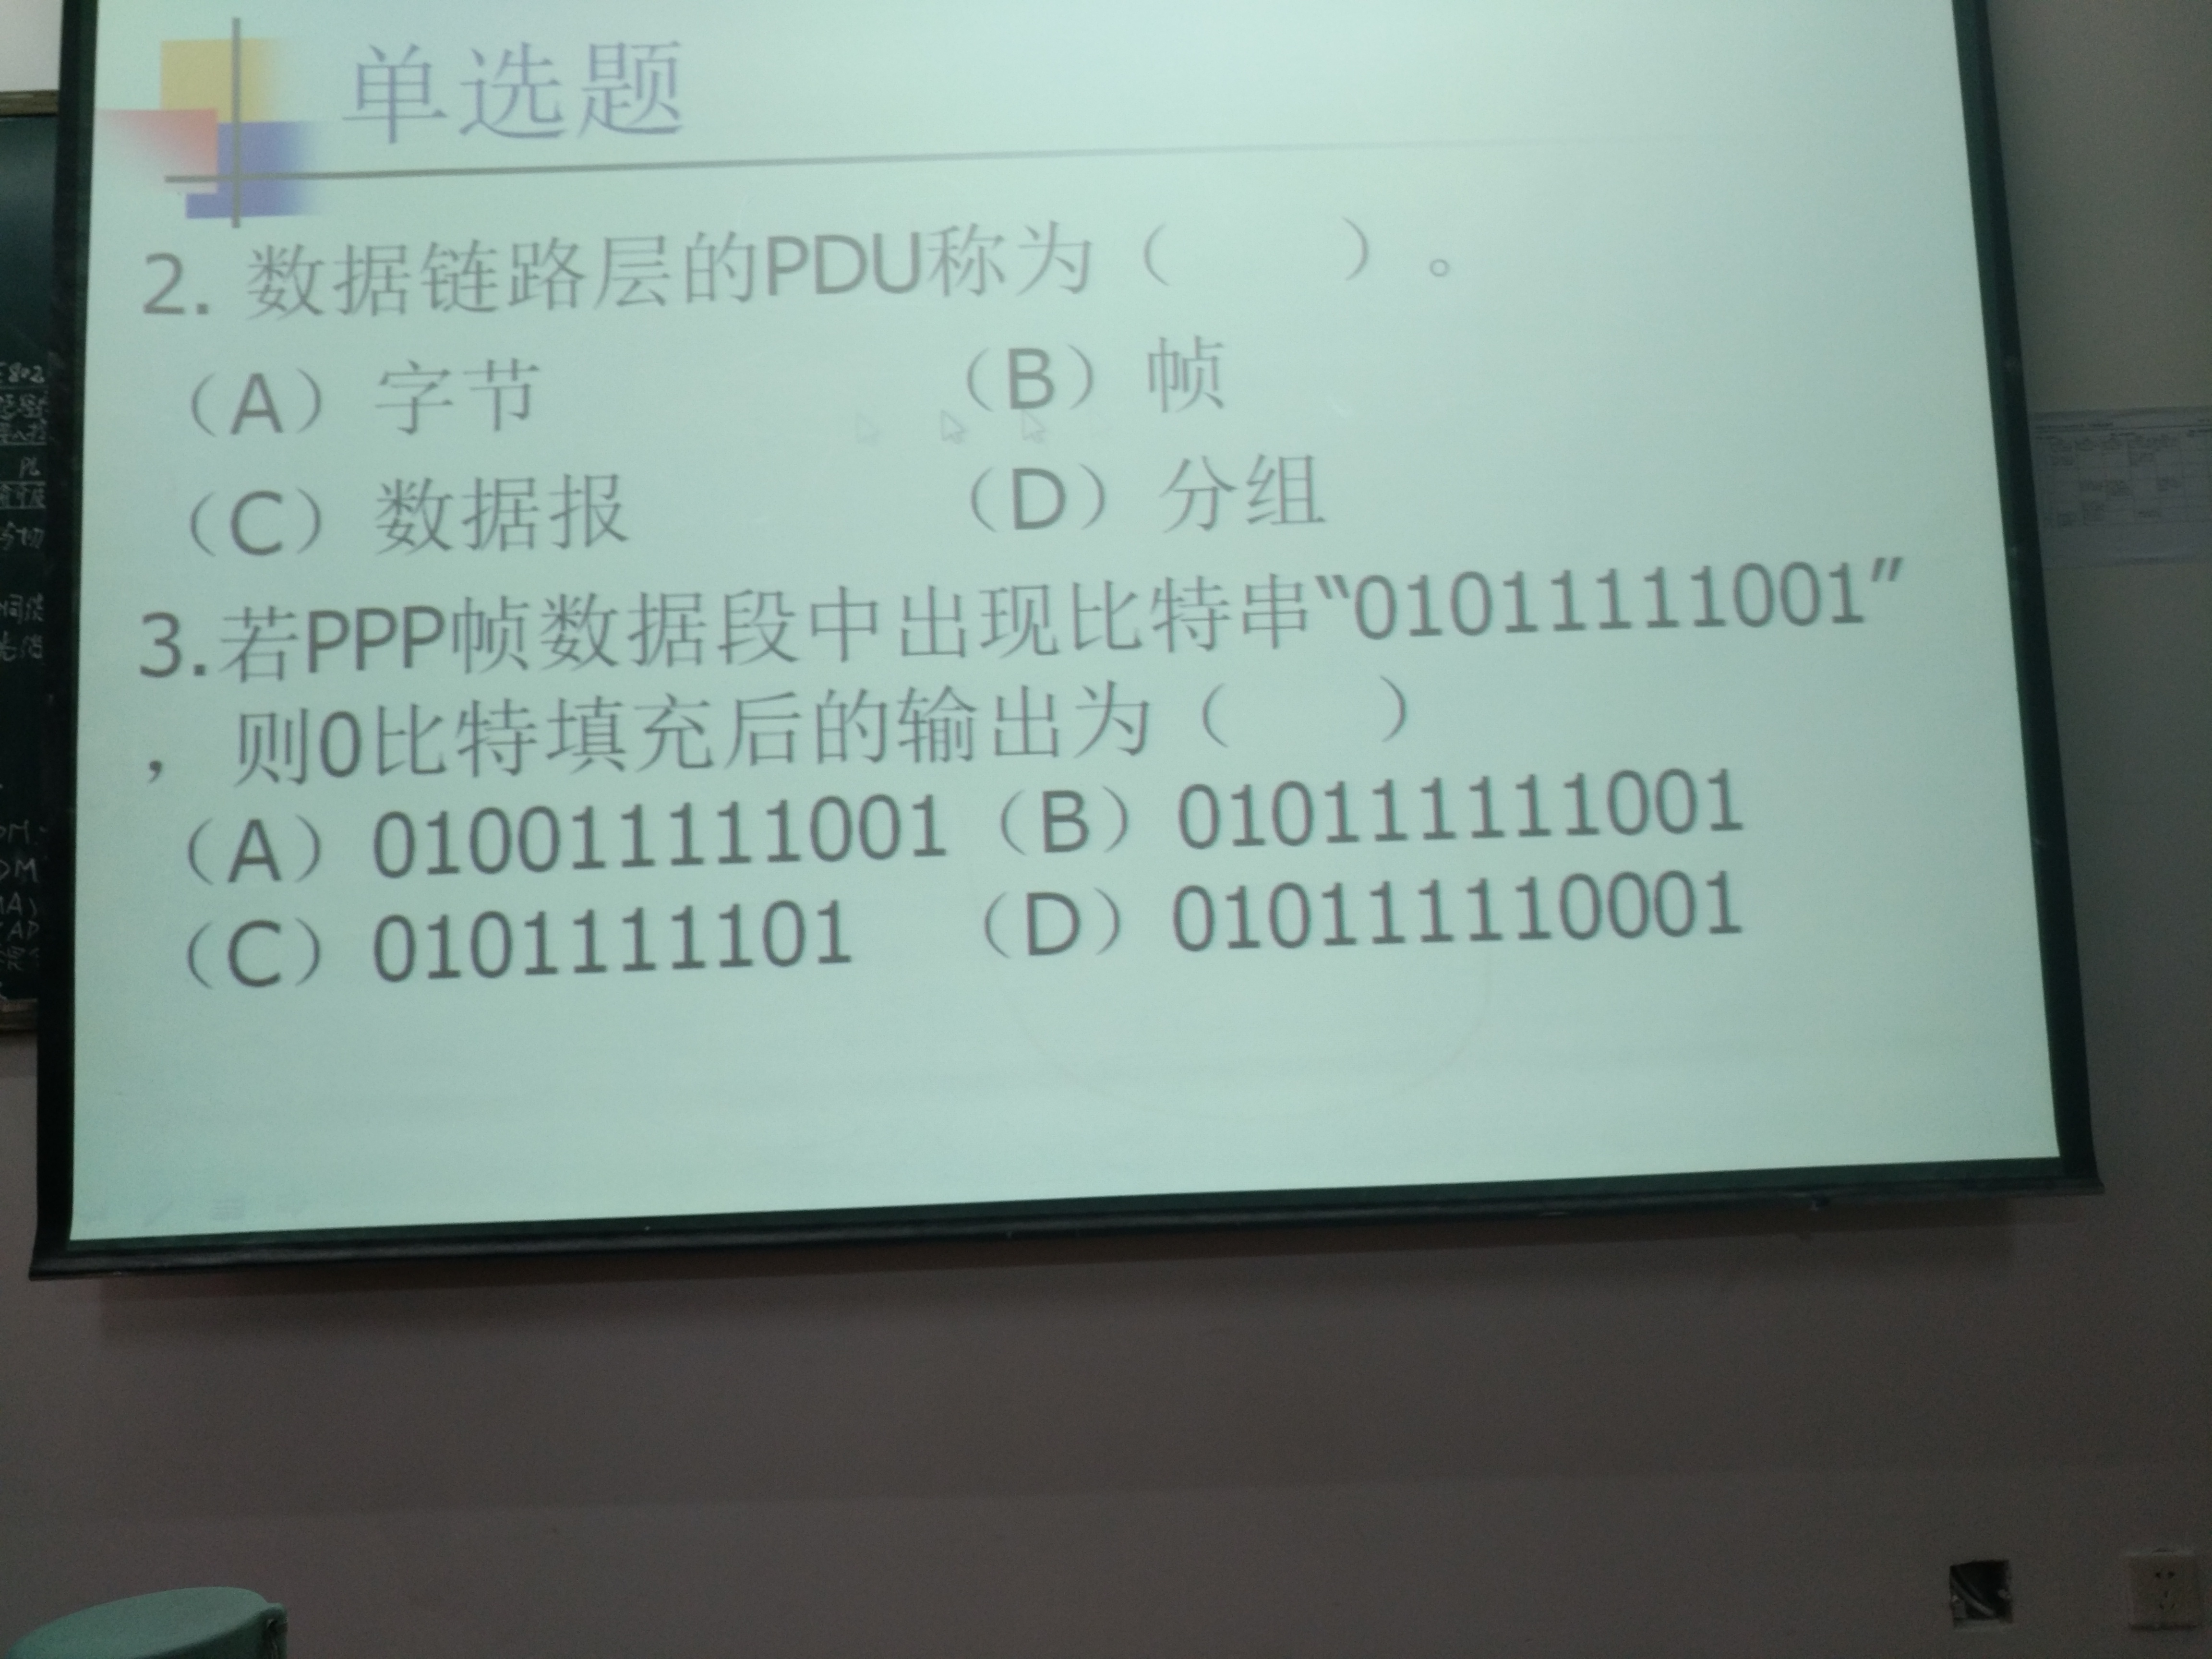 单选题
2. 数据链路层的PDU称为（　　）。
（A）字节　（B）帧
（C）数据报　（D）分组
3.若PPP帧数据段中出现比特串“01011111001”
，则0比特填充后的输出为（　　）
（A）010011111001（B）010111111001
（C）0101111101　（D）010111110001